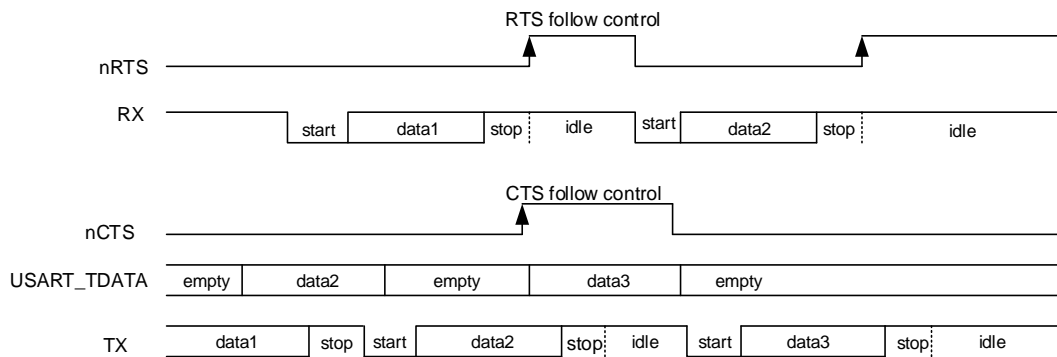 RTS follow control
nRTS
RX
start data1 stop idle start data2 stop idle
CTS follow control
nCTS
USART_TDATA empty data2 empty data3 empty
TX data1 stop start data2 stop idle start data3 stop idle